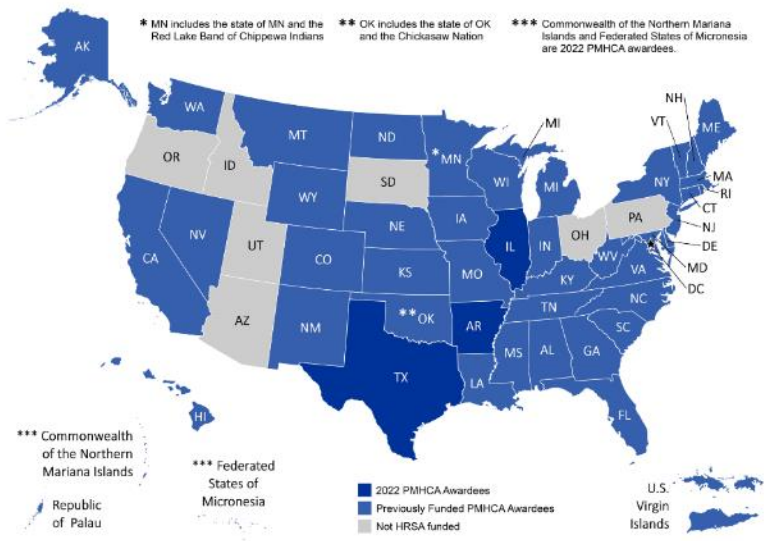 * MN includes the state of MN and the
Red Lake Band of Chippewa Indians
** OK includes the state of OK
and the Chickasaw Nation
*** Commonwealth of the Northern Mariana
Islands and Federated States of Micronesia
are 2022 PMHCA awardees.
AK
WA
MT
ND
* MN
MI
NH
VT
ME
OR
ID
SD
WI
MI
NY
MA
RI
CT
WY
IA
PA
NJ
NE
OH
DE
NV
UT
IL
IN
WV
MD
CA
CO
KS
MO
KY
VA
DC
NC
TN
AZ
NM
** OK
AR
SC
MS
AL
GA
TX
LA
FL
HI
*** Commonwealth
of the Northern
Mariana Islands
*** Federated
States of
Micronesia
Republic
of Palau
2022 PMHCA Awardees
Previously Funded PMHCA Awardees
Not HRSA funded
U.S.
Virgin
Islands